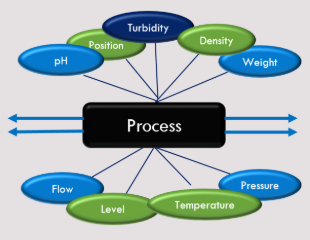 Turbidity
Position
Density
pH
Weight
Process
Flow
Pressure
Level
Temperature